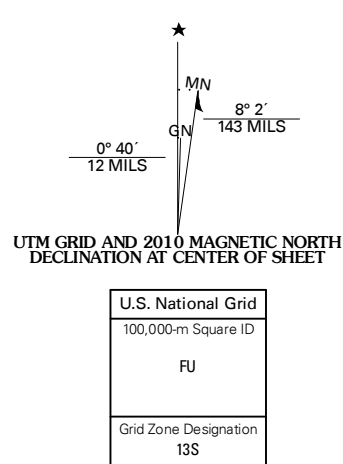 ★
MN
8° 2´
143 MILS
GN
0° 40´
12 MILS
UTM GRID AND 2010 MAGNETIC NORTH
DECLINATION AT CENTER OF SHEET
U.S. National Grid
100,000-m Square ID
FU
Grid Zone Designation
13S